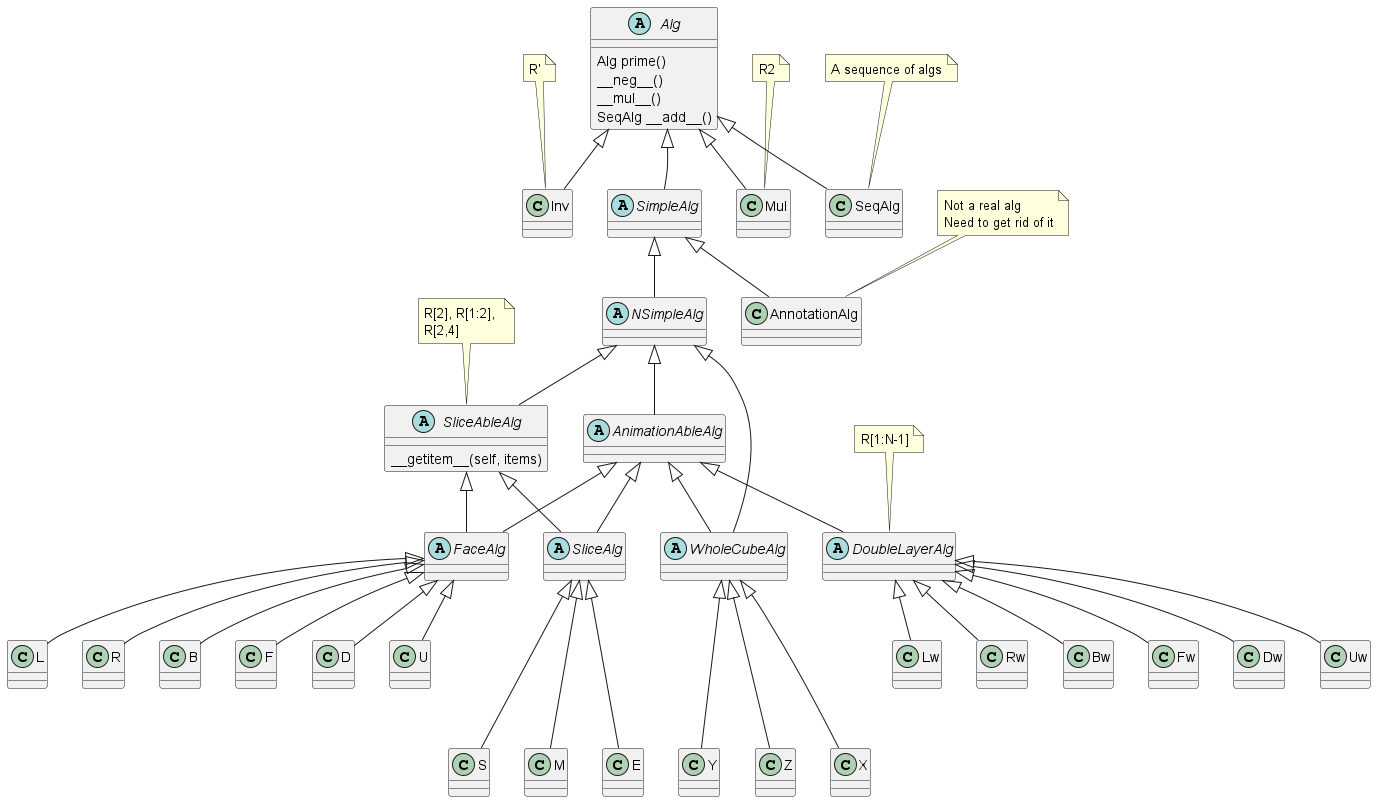 A Alg
Alg prime()
__neg__()
__mul__()
SeqAlg __add__()
R'
R2
A sequence of algs
C Inv
A SimpleAlg
C Mul
C SeqAlg
Not a real alg
Need to get rid of it
A NSimpleAlg
C AnnotationAlg
R[2], R[1:2],
R[2,4]
A SliceAbleAlg
__getitem__(self, items)
A AnimationAbleAlg
R[1:N-1]
A FaceAlg
A SliceAlg
A WholeCubeAlg
A DoubleLayerAlg
C L
C R
C B
C F
C D
C U
C Lw
C Rw
C Bw
C Fw
C Dw
C Uw
C S
C M
C E
C Y
C Z
C X